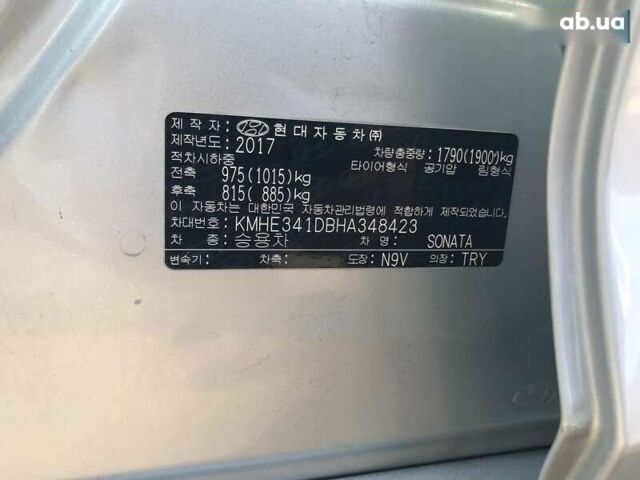 ab.ua
제 작 자: 현대자동차㈜
제작년도: 2017 차량총중량: 1790(1900*)kg
적차시하중 타이어형식 공기압 림형식
전축 975(1015)kg
후축 815( 885)kg
이 자동차는 대한민국 자동차관리법령에 적합하게 제작되었습니다.
차대번호: KMHE341DBHA348423
차 종: 승용차 차 명: SONATA
변속기: 차축: 도장: N9V 의장: TRY